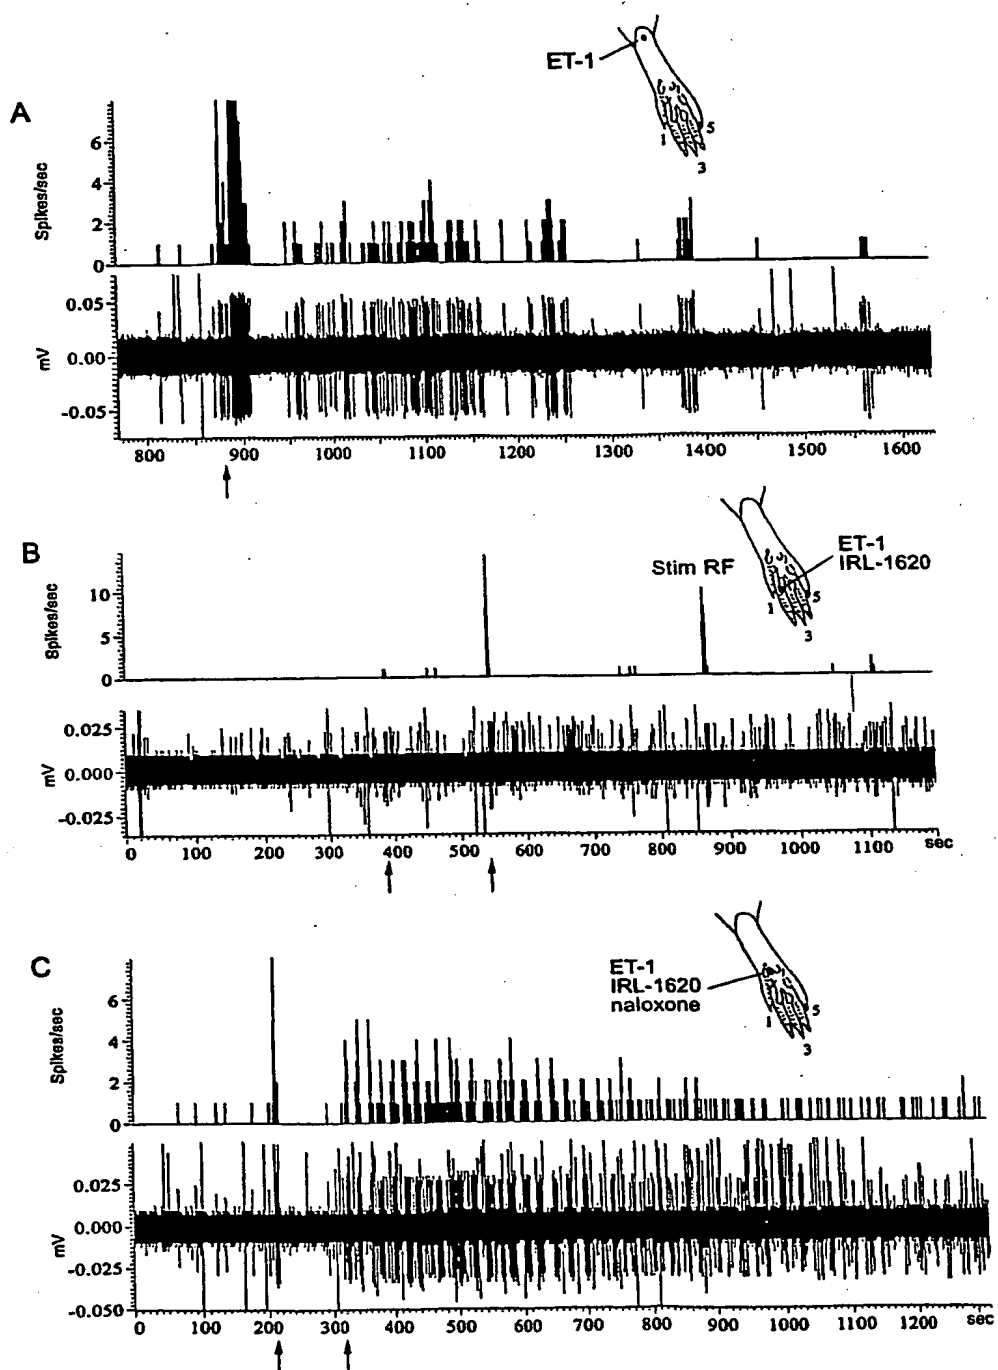 ET-1
1
5
3
A
Spikes/sec
6
4
2
0
mV
0.05
0.00
-0.05
800 900 1000 1100 1200 1300 1400 1500 1600
B
ET-1
IRL-1620
Stim RF
1
5
3
Spikes/sec
10
5
0
mV
0.025
0.000
-0.025
0 100 200 300 400 500 600 700 800 900 1000 1100 sec
C
ET-1
IRL-1620
naloxone
1
5
3
Spikes/sec
6
4
2
0
mV
0.025
0.000
-0.025
-0.050
0 100 200 300 400 500 600 700 800 900 1000 1100 1200 sec